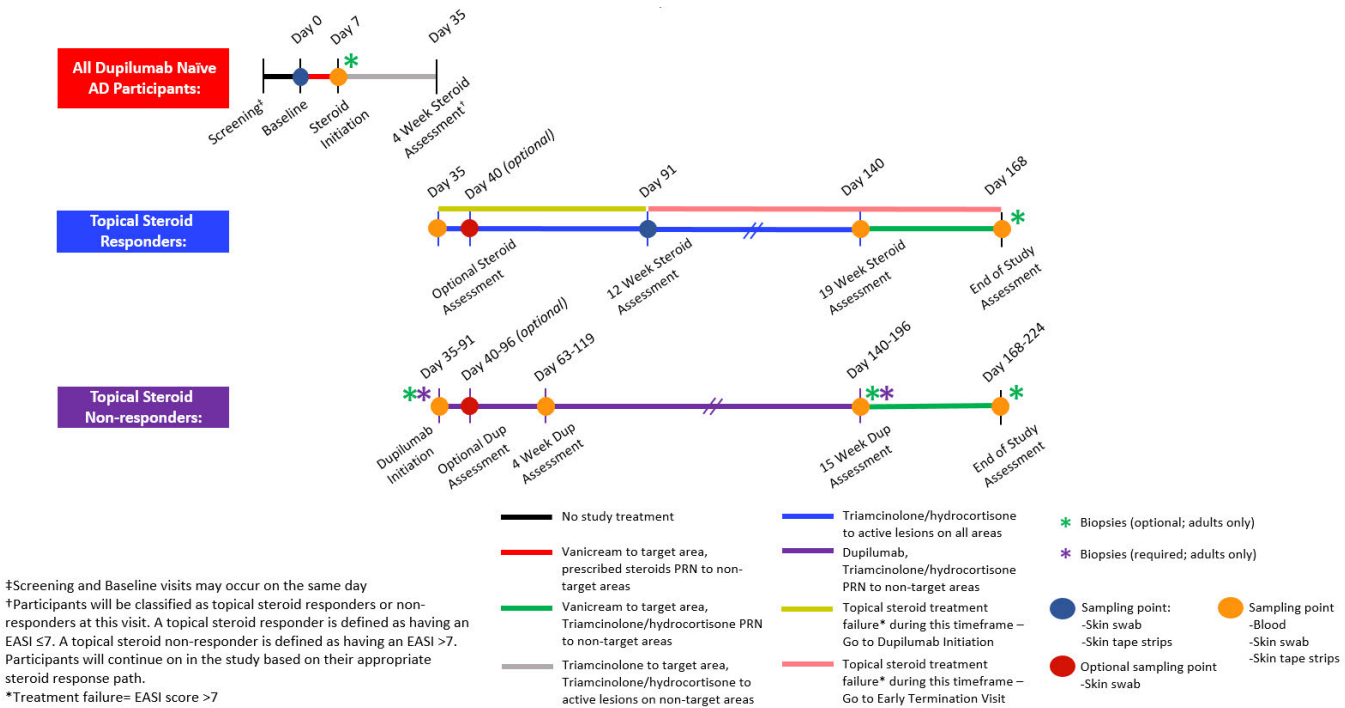 All Dupilumab Naïve
AD Participants:
Day 0
Day 7
Day 35
*
Screening‡
Baseline
Steroid
Initiation
4 Week Steroid
Assessment†
Topical Steroid
Responders:
Day 35
Day 40 (optional)
Day 91
Day 140
Day 168
*
Optional Steroid
Assessment
12 Week Steroid
Assessment
19 Week Steroid
Assessment
End of Study
Assessment
Topical Steroid
Non-responders:
Day 35-91
Day 40-96 (optional)
Day 63-119
Day 140-196
Day 168-224
**
**
*
Dupilumab
Initiation
Optional Dup
Assessment
4 Week Dup
Assessment
15 Week Dup
Assessment
End of Study
Assessment
No study treatment
Vanicream to target area,
prescribed steroids PRN to non-
target areas
Vanicream to target area,
Triamcinolone/hydrocortisone PRN
to non-target areas
Triamcinolone to target area,
Triamcinolone/hydrocortisone to
active lesions on non-target areas
Triamcinolone/hydrocortisone
to active lesions on all areas
Dupilumab,
Triamcinolone/hydrocortisone
PRN to non-target areas
Topical steroid treatment
failure* during this timeframe –
Go to Dupilumab Initiation
Topical steroid treatment
failure* during this timeframe –
Go to Early Termination Visit
* Biopsies (optional; adults only)
* Biopsies (required; adults only)
Sampling point:
-Skin swab
-Skin tape strips
Optional sampling point
-Skin swab
Sampling point
-Blood
-Skin swab
-Skin tape strips
‡Screening and Baseline visits may occur on the same day
†Participants will be classified as topical steroid responders or non-
responders at this visit. A topical steroid responder is defined as having an
EASI ≤7. A topical steroid non-responder is defined as having an EASI >7.
Participants will continue on in the study based on their appropriate
steroid response path.
*Treatment failure= EASI score >7